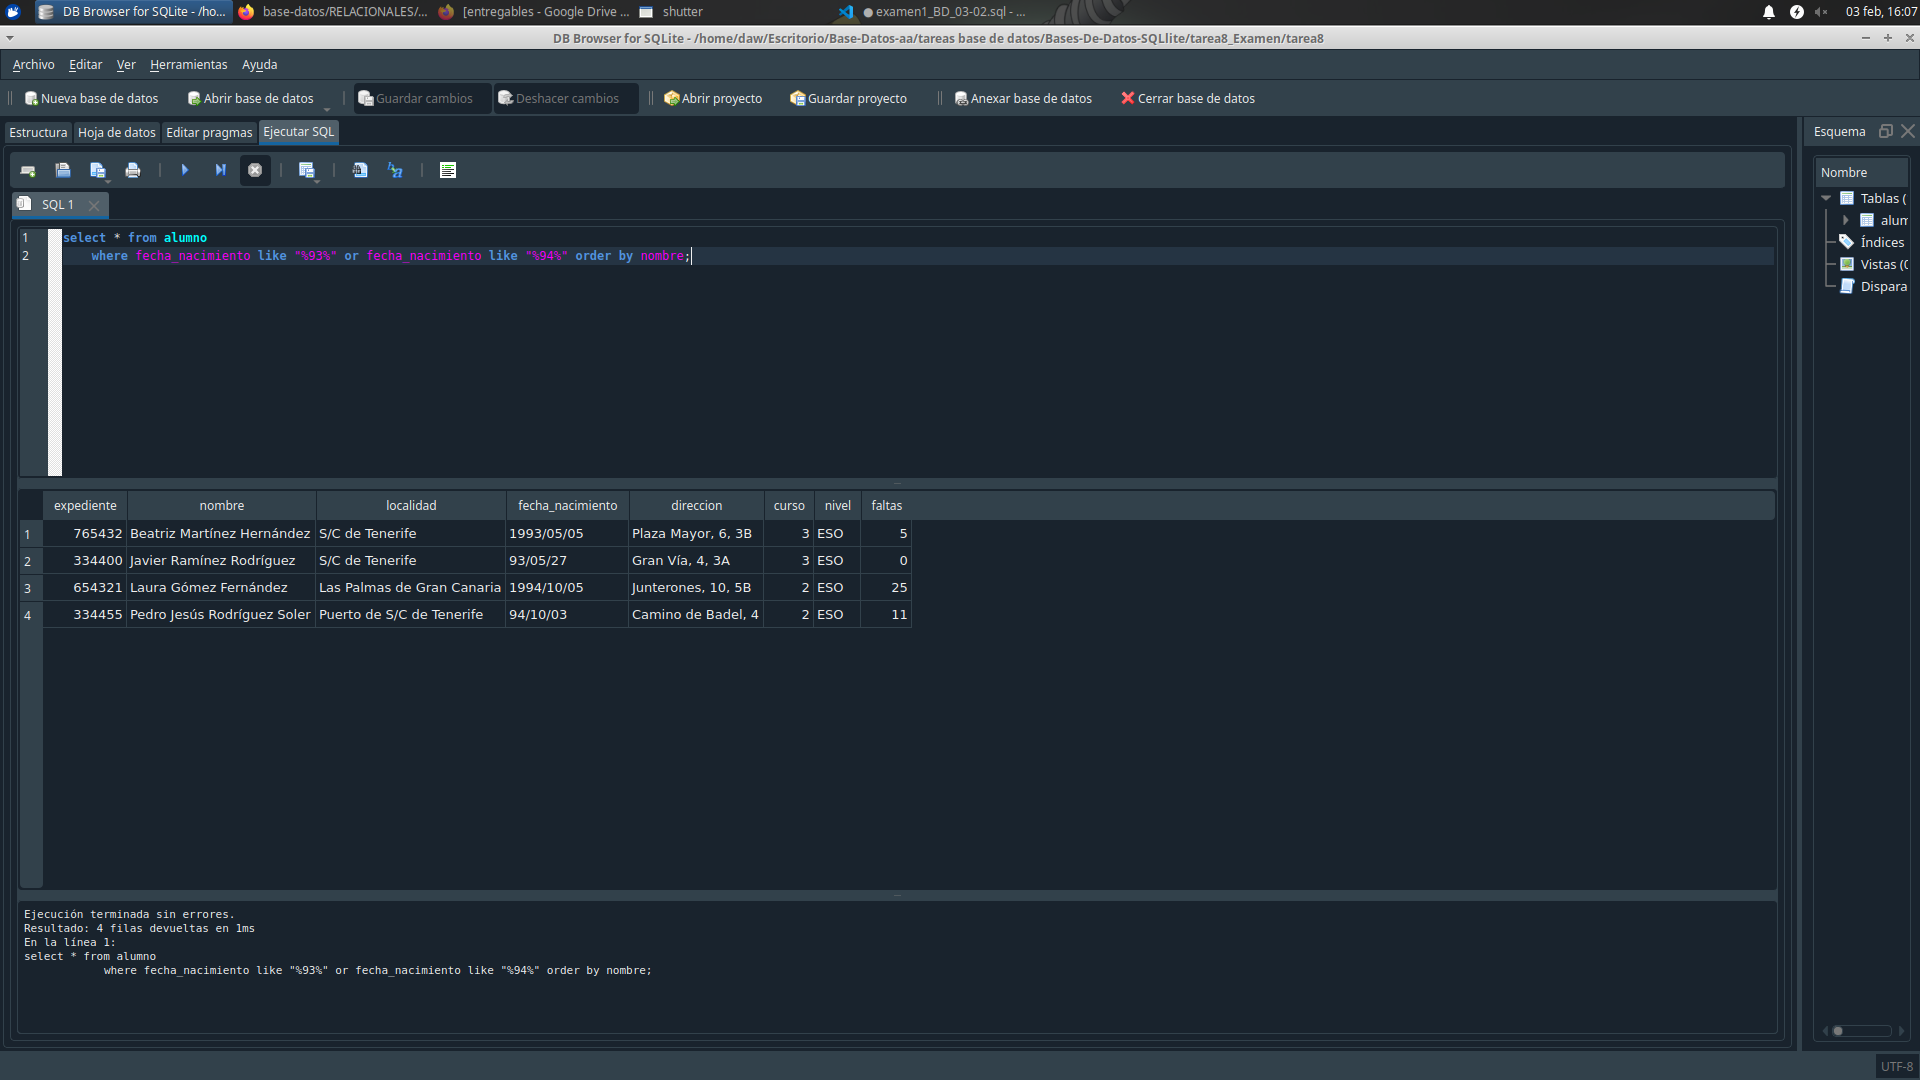 DB Browser for SQLite - /ho...
base-datos/RELACIONALES/...
[entregables - Google Drive ...
shutter
● examen1_BD_03-02.sql - ...
03 feb, 16:07
DB Browser for SQLite - /home/daw/Escritorio/Base-Datos-aa/tareas base de datos/Bases-De-Datos-SQLlite/tarea8_Examen/tarea8
Archivo Editar Ver Herramientas Ayuda
Nueva base de datos Abrir base de datos Guardar cambios Deshacer cambios Abrir proyecto Guardar proyecto Anexar base de datos Cerrar base de datos
Estructura Hoja de datos Editar pragmas Ejecutar SQL
SQL 1
1 select * from alumno
2 where fecha_nacimiento like "%93%" or fecha_nacimiento like "%94%" order by nombre;
expediente nombre localidad fecha_nacimiento direccion curso nivel faltas
1 765432 Beatriz Martínez Hernández S/C de Tenerife 1993/05/05 Plaza Mayor, 6, 3B 3 ESO 5
2 334400 Javier Ramínez Rodríguez S/C de Tenerife 93/05/27 Gran Vía, 4, 3A 3 ESO 0
3 654321 Laura Gómez Fernández Las Palmas de Gran Canaria 1994/10/05 Junterones, 10, 5B 2 ESO 25
4 334455 Pedro Jesús Rodríguez Soler Puerto de S/C de Tenerife 94/10/03 Camino de Badel, 4 2 ESO 11
Ejecución terminada sin errores.
Resultado: 4 filas devueltas en 1ms
En la línea 1:
select * from alumno
where fecha_nacimiento like "%93%" or fecha_nacimiento like "%94%" order by nombre;
Esquema
Nombre
Tablas (
alum
Índices
Vistas (0
Dispara
UTF-8